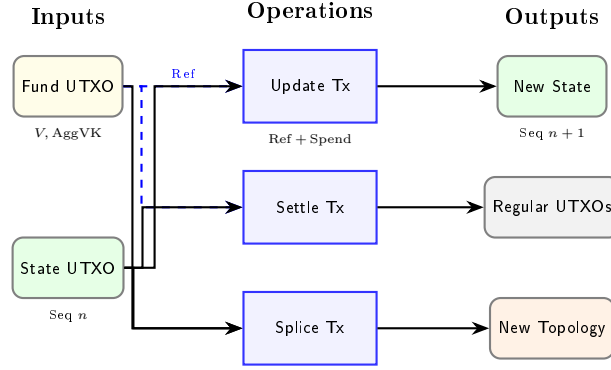 Inputs
Operations
Outputs
Fund UTXO
Ref
Update Tx
New State
V, AggVK
Ref + Spend
Seq n + 1
Settle Tx
Regular UTXOs
State UTXO
Seq n
Splice Tx
New Topology